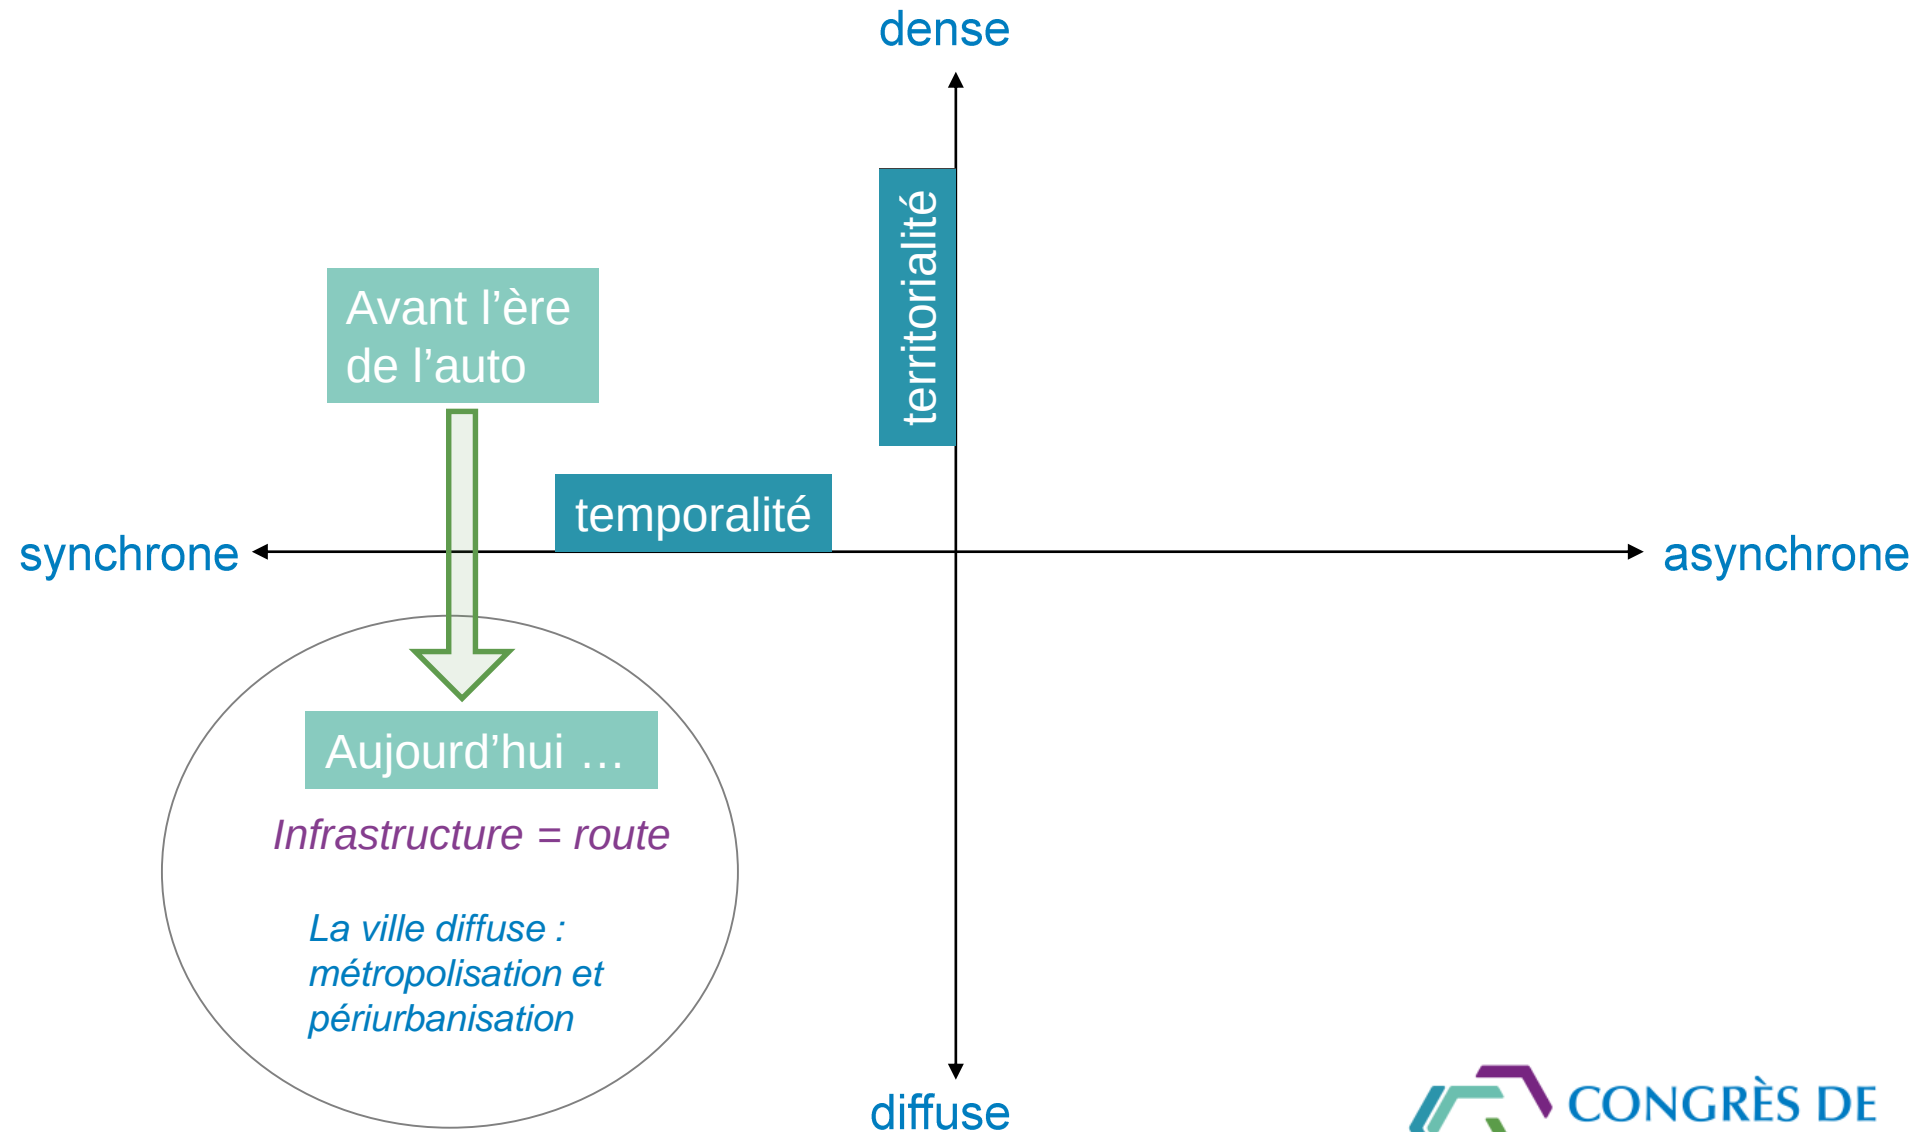 dense
territorialité
Avant l’ère
de l’auto
temporalité
synchrone
asynchrone
Aujourd’hui …
Infrastructure = route
La ville diffuse :
métropolisation et
périurbanisation
diffuse
CONGRÈS DE